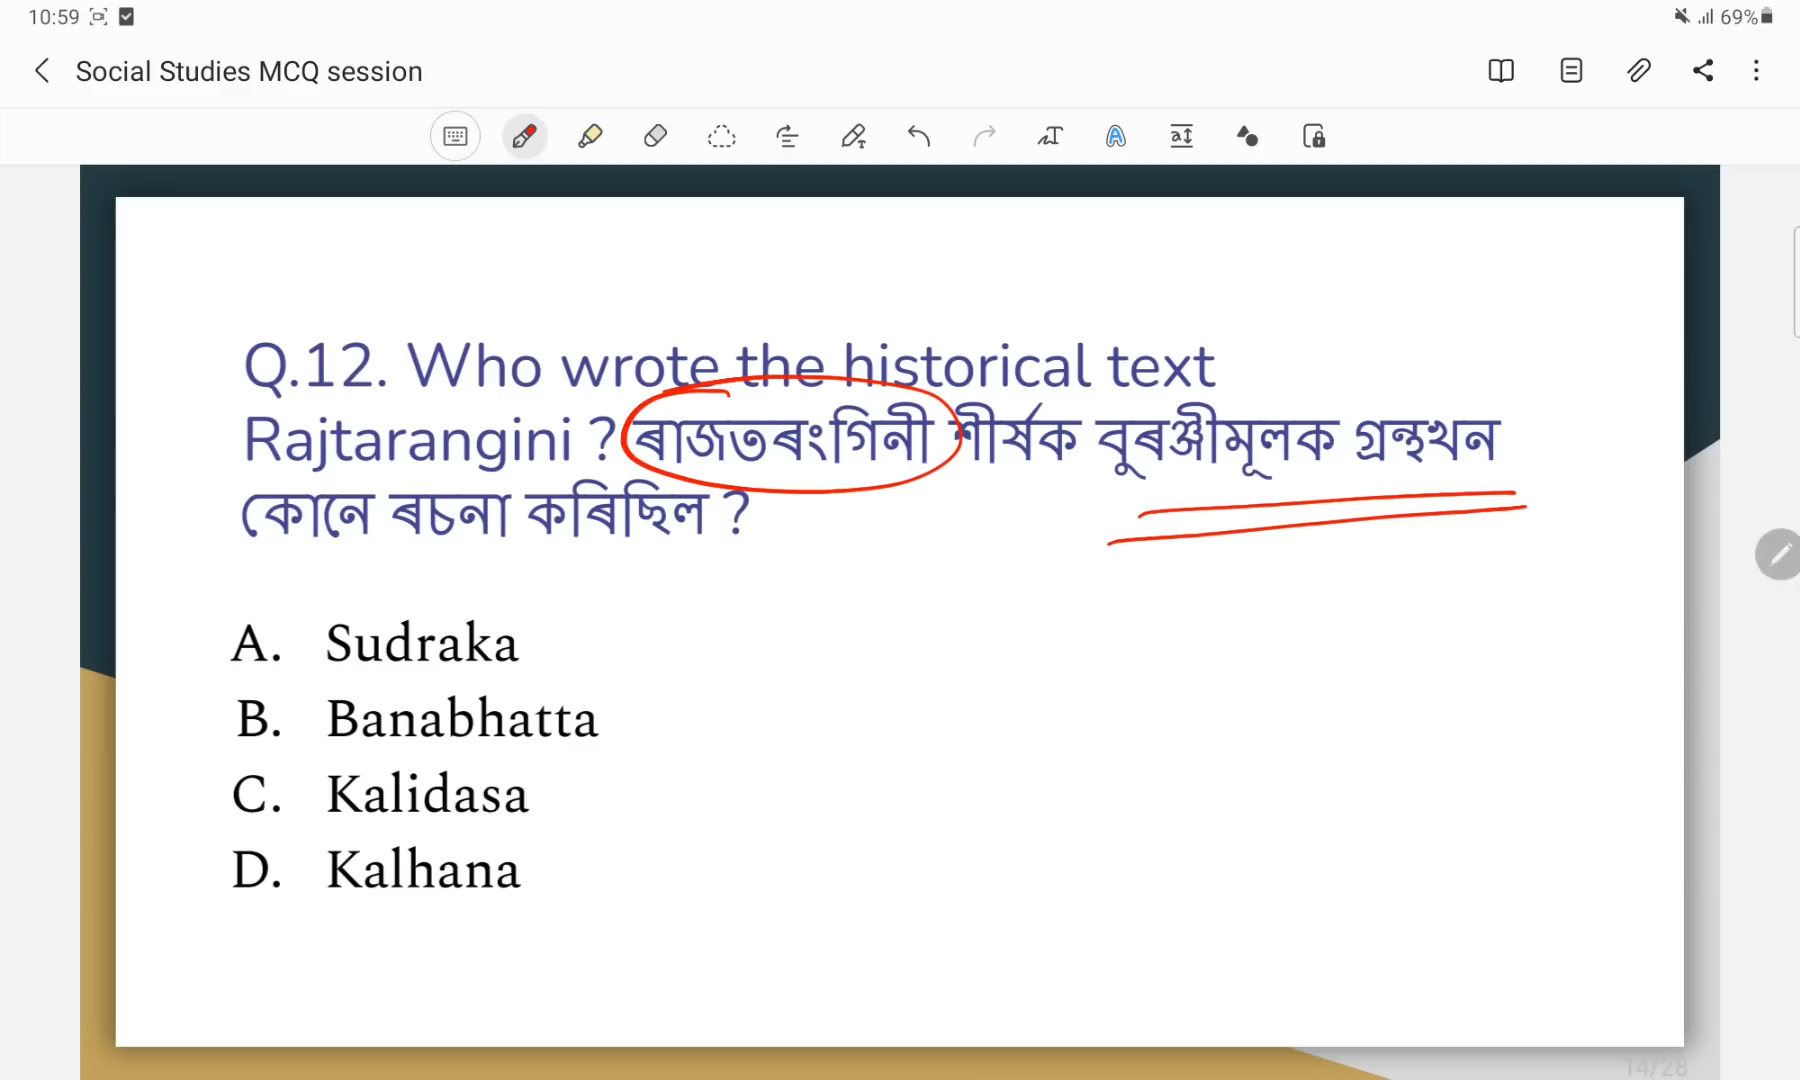 10:59 69%
Social Studies MCQ session
Q.12. Who wrote the historical text
Rajtarangini ? ৰাজতৰংগিনী শীৰ্ষক বুৰঞ্জীমূলক গ্ৰন্থখন
কোনে ৰচনা কৰিছিল ?
A. Sudraka
B. Banabhatta
C. Kalidasa
D. Kalhana
14/28